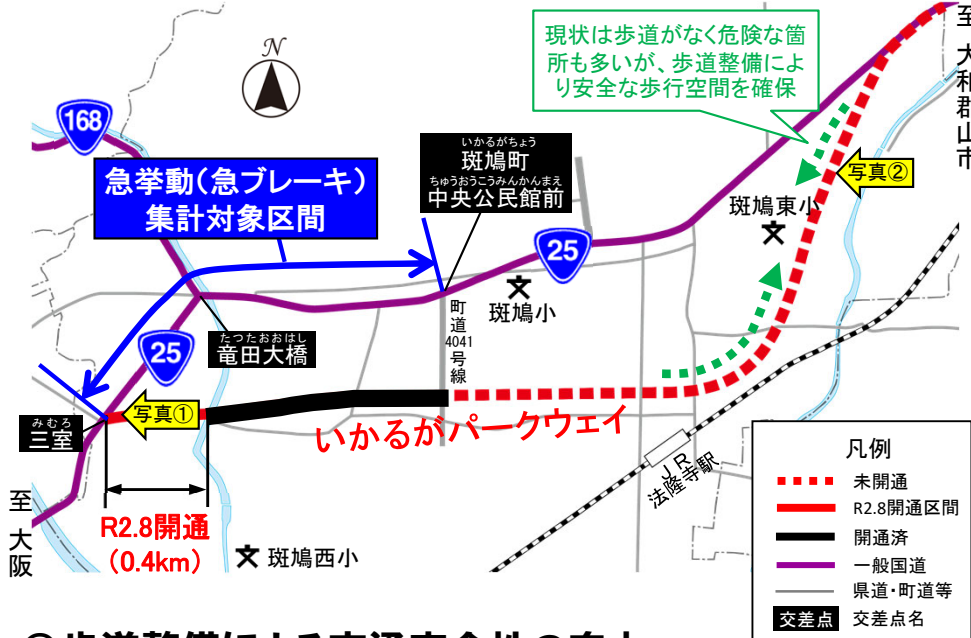 N
現状は歩道がなく危険な箇
所も多いが、歩道整備によ
り安全な歩行空間を確保
至 大和郡山市
168
急挙動(急ブレーキ)
集計対象区間
いかるがちょう
斑鳩町
ちゅうおうこうみんかんまえ
中央公民館前
写真②
斑鳩東小
25
斑鳩小
町道4041号線
たつたおおはし
竜田大橋
25
写真①
みむろ
三室
いかるがパークウェイ
JR
法隆寺駅
至 大阪
R2.8開通
(0.4km)
斑鳩西小
凡例
未開通
R2.8開通区間
開通済
一般国道
県道・町道等
交差点 交差点名